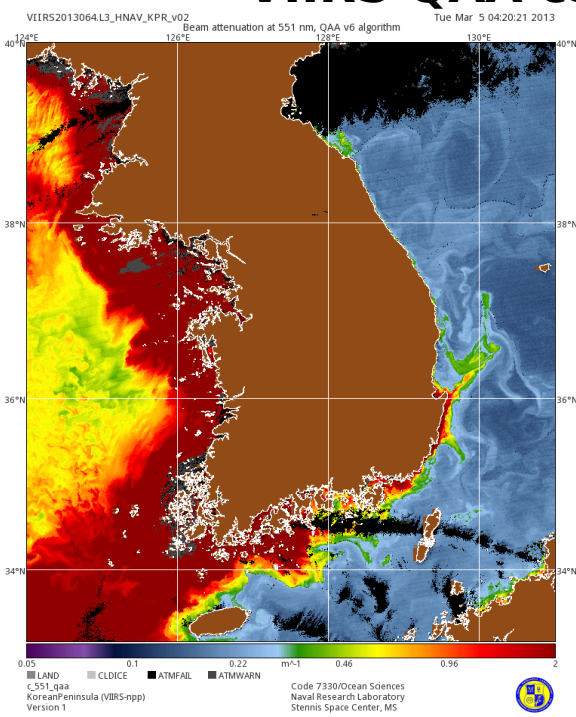 VIIRS2013064.L3_HNAV_KPR_v02
Tue Mar 5 04:20:21 2013
Beam attenuation at 551 nm, QAA v6 algorithm
124°E 126°E 128°E 130°E
40°N 40°N
38°N 38°N
36°N 36°N
34°N 34°N
0.05 0.1 0.22 m^-1 0.46 0.96 2
LAND CLDICE ATMFAIL ATMWARN
c_551_qaa
KoreanPeninsula (VIIRS-npp)
Version 1
Code 7330/Ocean Sciences
Naval Research Laboratory
Stennis Space Center, MS